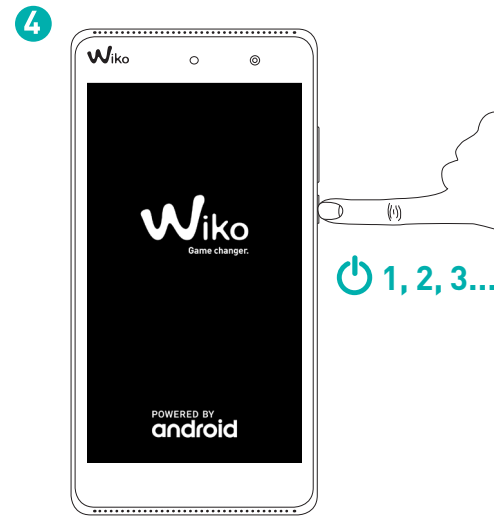 4
Wiko
Wiko
Game changer.
1, 2, 3...
POWERED BY
android